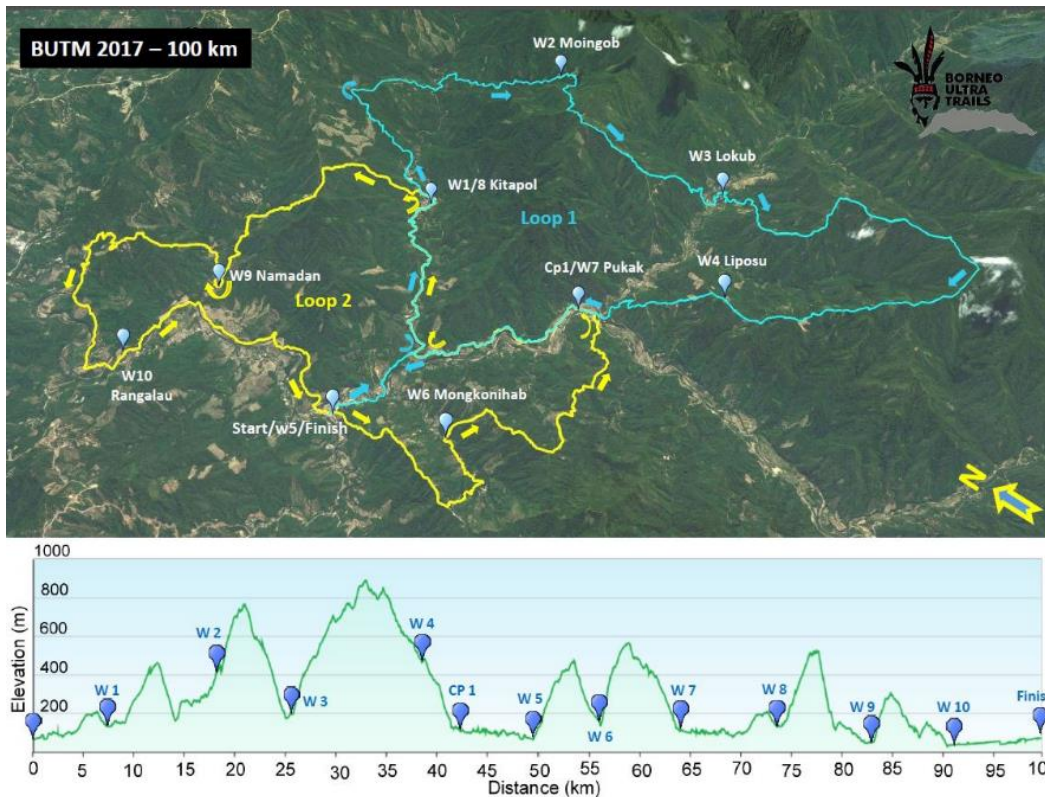 BUTM 2017 – 100 km
BORNEO
ULTRA
TRAILS
W2 Moingob
W3 Lokub
W1/8 Kitapol
Loop 1
W4 Liposu
Cp1/W7 Pukak
W9 Namadan
Loop 2
W10
Rangalau
W6 Mongkonihab
Start/w5/Finish
N
1000
800
600
400
200
Elevation (m)
W 1
W 2
W 3
W 4
CP 1
W 5
W 6
W 7
W 8
W 9
W 10
Finis
0 5 10 15 20 25 30 35 40 45 50 55 60 65 70 75 80 85 90 95 10
Distance (km)